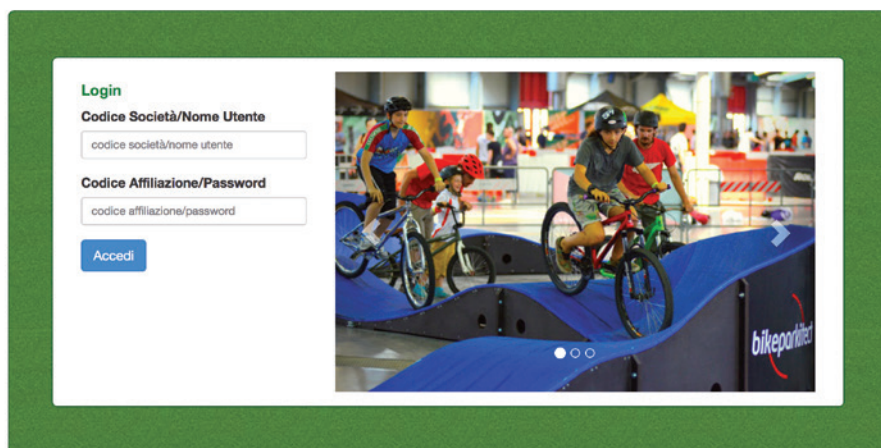 Login
Codice Società/Nome Utente
codice società/nome utente
Codice Affiliazione/Password
codice affiliazione/password
Accedi
bikeparkitect